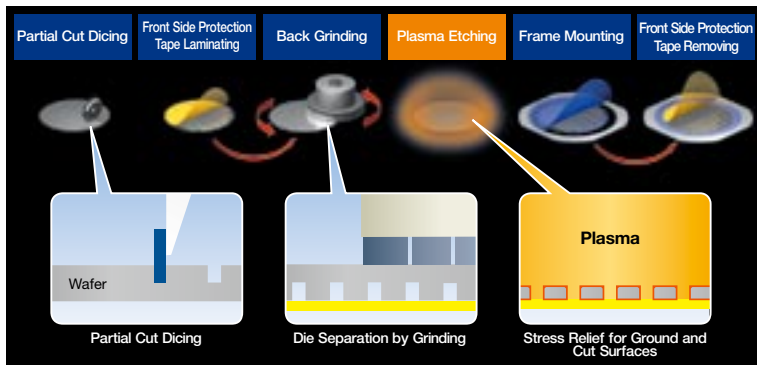 Partial Cut Dicing
Front Side Protection
Tape Laminating
Back Grinding
Plasma Etching
Frame Mounting
Front Side Protection
Tape Removing
Wafer
Plasma
Partial Cut Dicing
Die Separation by Grinding
Stress Relief for Ground and
Cut Surfaces